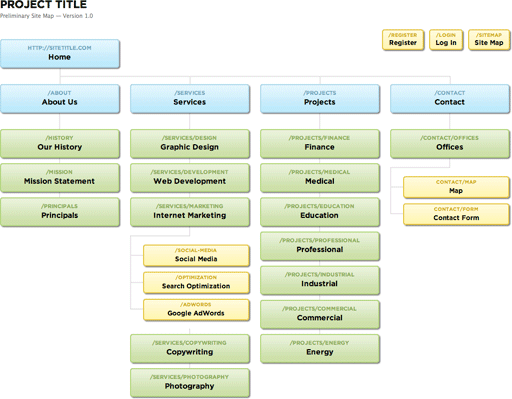 PROJECT TITLE
Preliminary Site Map — Version 1.0
/REGISTER
Register
/LOGIN
Log In
/SITEMAP
Site Map
HTTP://SITETITLE.COM
Home
/ABOUT
About Us
/SERVICES
Services
/PROJECTS
Projects
/CONTACT
Contact
/HISTORY
Our History
/MISSION
Mission Statement
/PRINCIPALS
Principals
/SERVICES/DESIGN
Graphic Design
/SERVICES/DEVELOPMENT
Web Development
/SERVICES/MARKETING
Internet Marketing
/SOCIAL-MEDIA
Social Media
/OPTIMIZATION
Search Optimization
/ADWORDS
Google AdWords
/SERVICES/COPYWRITING
Copywriting
/SERVICES/PHOTOGRAPHY
Photography
/PROJECTS/FINANCE
Finance
/PROJECTS/MEDICAL
Medical
/PROJECTS/EDUCATION
Education
/PROJECTS/PROFESSIONAL
Professional
/PROJECTS/INDUSTRIAL
Industrial
/PROJECTS/COMMERCIAL
Commercial
/PROJECTS/ENERGY
Energy
/CONTACT/OFFICES
Offices
CONTACT/MAP
Map
CONTACT/FORM
Contact Form